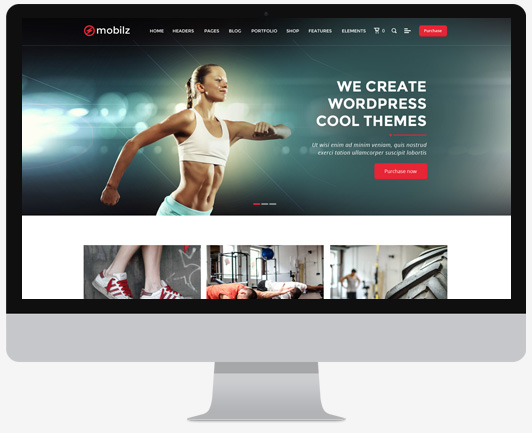 mobilz
HOME HEADERS PAGES BLOG PORTFOLIO SHOP FEATURES ELEMENTS 0 Purchase
WE CREATE
WORDPRESS
COOL THEMES
Ut wisi enim ad minim veniam, quis nostrud
exerci tation ullamcorper suscipit lobortis
Purchase now